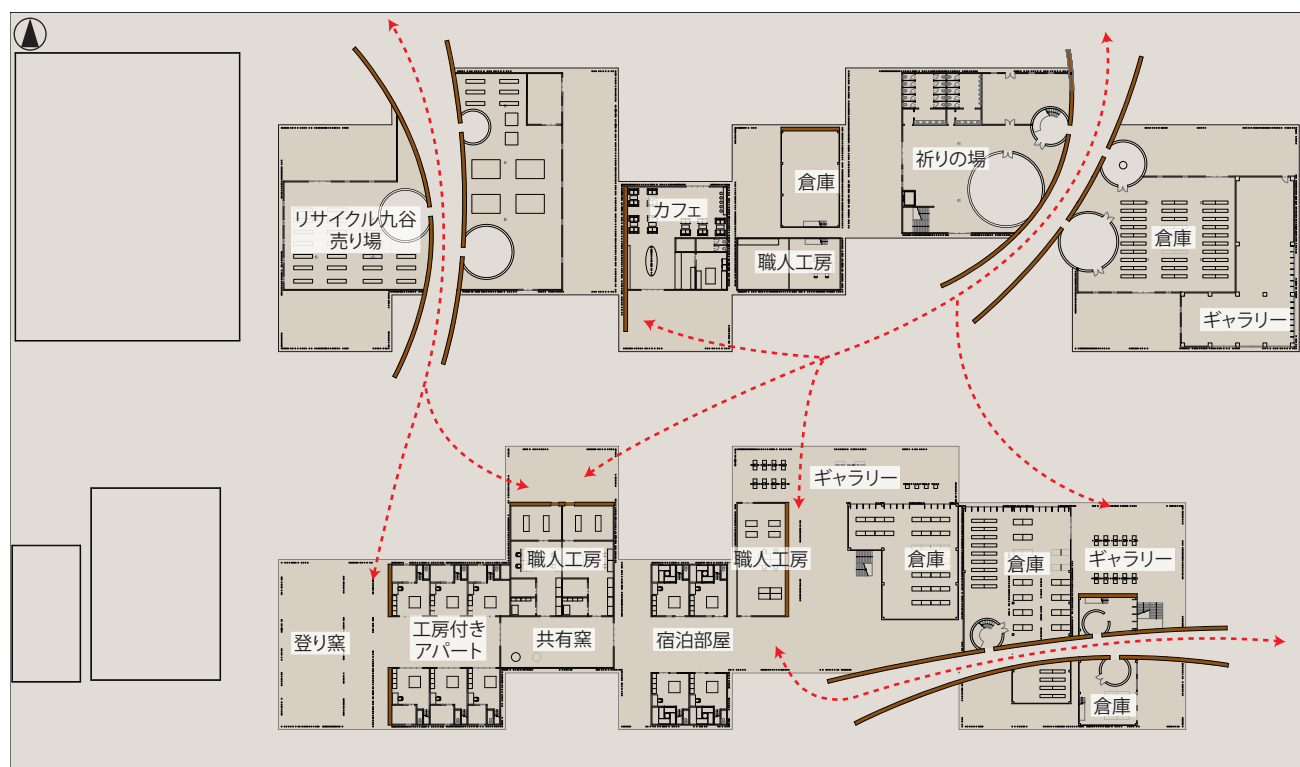 祈りの場
倉庫
カフェ
リサイクル九谷
売り場
倉庫
職人工房
ギャラリー
ギャラリー
職人工房
職人工房
倉庫
倉庫
ギャラリー
登り窯
工房付き
アパート
共有窯
宿泊部屋
倉庫